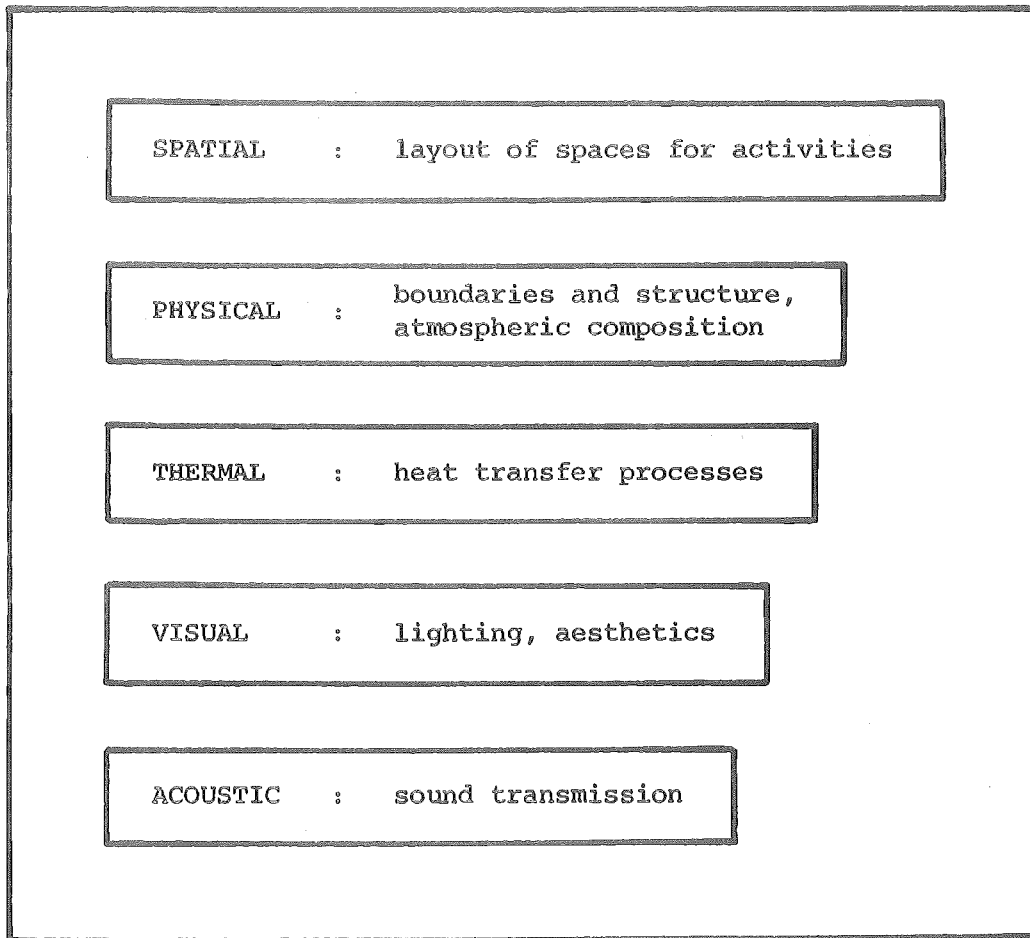 SPATIAL : layout of spaces for activities
PHYSICAL : boundaries and structure,
atmospheric composition
THERMAL : heat transfer processes
VISUAL : lighting, aesthetics
ACOUSTIC : sound transmission